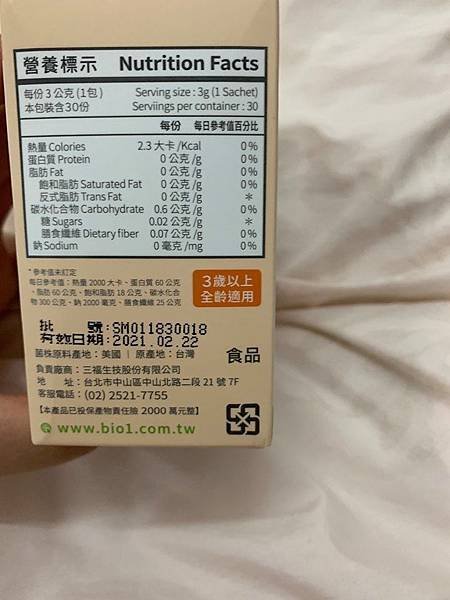 營養標示 Nutrition Facts
每份3公克(1包) Serving size : 3g (1 Sachet)
本包裝含30份 Serviings per container : 30
每份 每日參考值百分比
熱量 Calories 2.3 大卡 /Kcal 0%
蛋白質 Protein 0 公克 /g 0%
脂肪 Fat 0 公克 /g 0%
飽和脂肪 Saturated Fat 0 公克 /g 0%
反式脂肪 Trans Fat 0 公克 /g *
碳水化合物 Carbohydrate 0.6 公克 /g 0%
糖 Sugars 0.02 公克 /g *
膳食纖維 Dietary fiber 0.07 公克 /g 0%
鈉 Sodium 0 毫克 /mg 0%
*參考值未訂定
每日參考值：熱量 2000 大卡、蛋白質 60 公克
、脂肪 60 公克、飽和脂肪 18 公克、碳水化合
物 300 公克、鈉 2000 毫克、膳食纖維 25 公克
3歲以上
全齡適用
批 號:SM011830018
有效日期:2021.02.22
菌株原料產地：美國 | 原產地：台灣
食品
負責廠商：三福生技股份有限公司
地 址：台北市中山區中山北路二段 21 號 7F
客服電話：(02) 2521-7755
【本產品已投保產物責任險 2000 萬元整】
www.bio1.com.tw